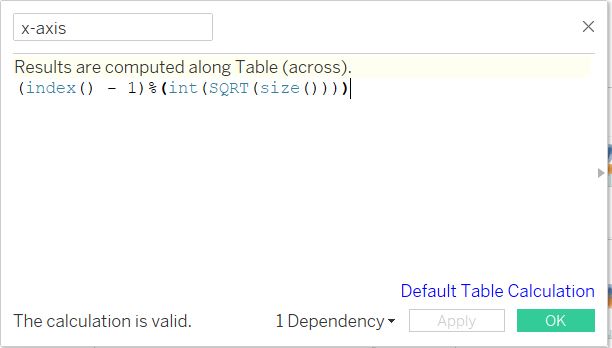 x-axis
Results are computed along Table (across).
(index() - 1)%(int(SQRT(size())))
Default Table Calculation
The calculation is valid. 1 Dependency Apply OK